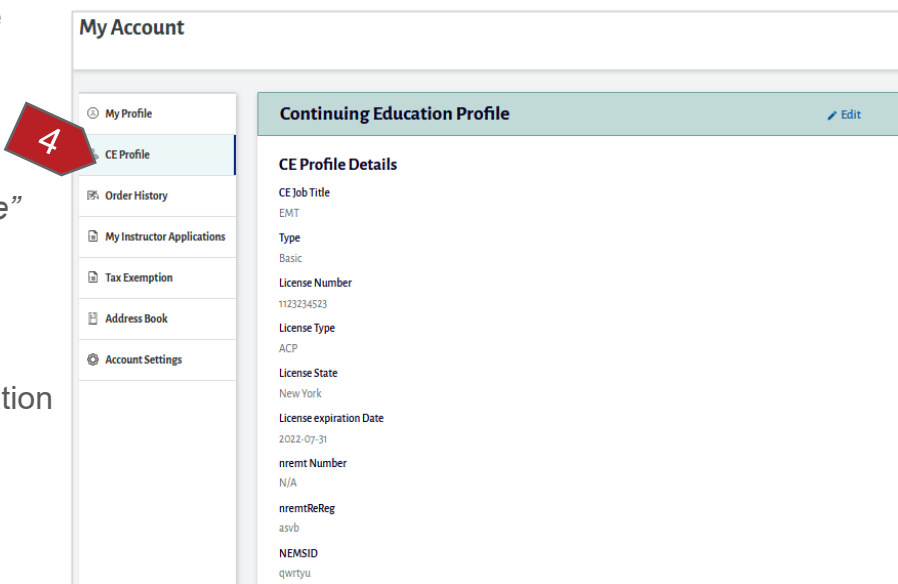 My Account
My Profile
4
CE Profile
Order History
e”
My Instructor Applications
Tax Exemption
Address Book
Account Settings
tion
Continuing Education Profile
Edit
CE Profile Details
CE Job Title
EMT
Type
Basic
License Number
1123234523
License Type
ACP
License State
New York
License expiration Date
2022-07-31
nremt Number
N/A
nremtReReg
asvb
NEMSID
qwrtyu